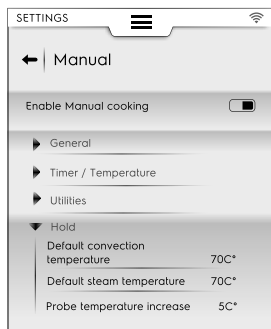 SETTINGS
Manual
Enable Manual cooking
General
Timer / Temperature
Utilities
Hold
Default convection
temperature 70C°
Default steam temperature 70C°
Probe temperature increase 5C°